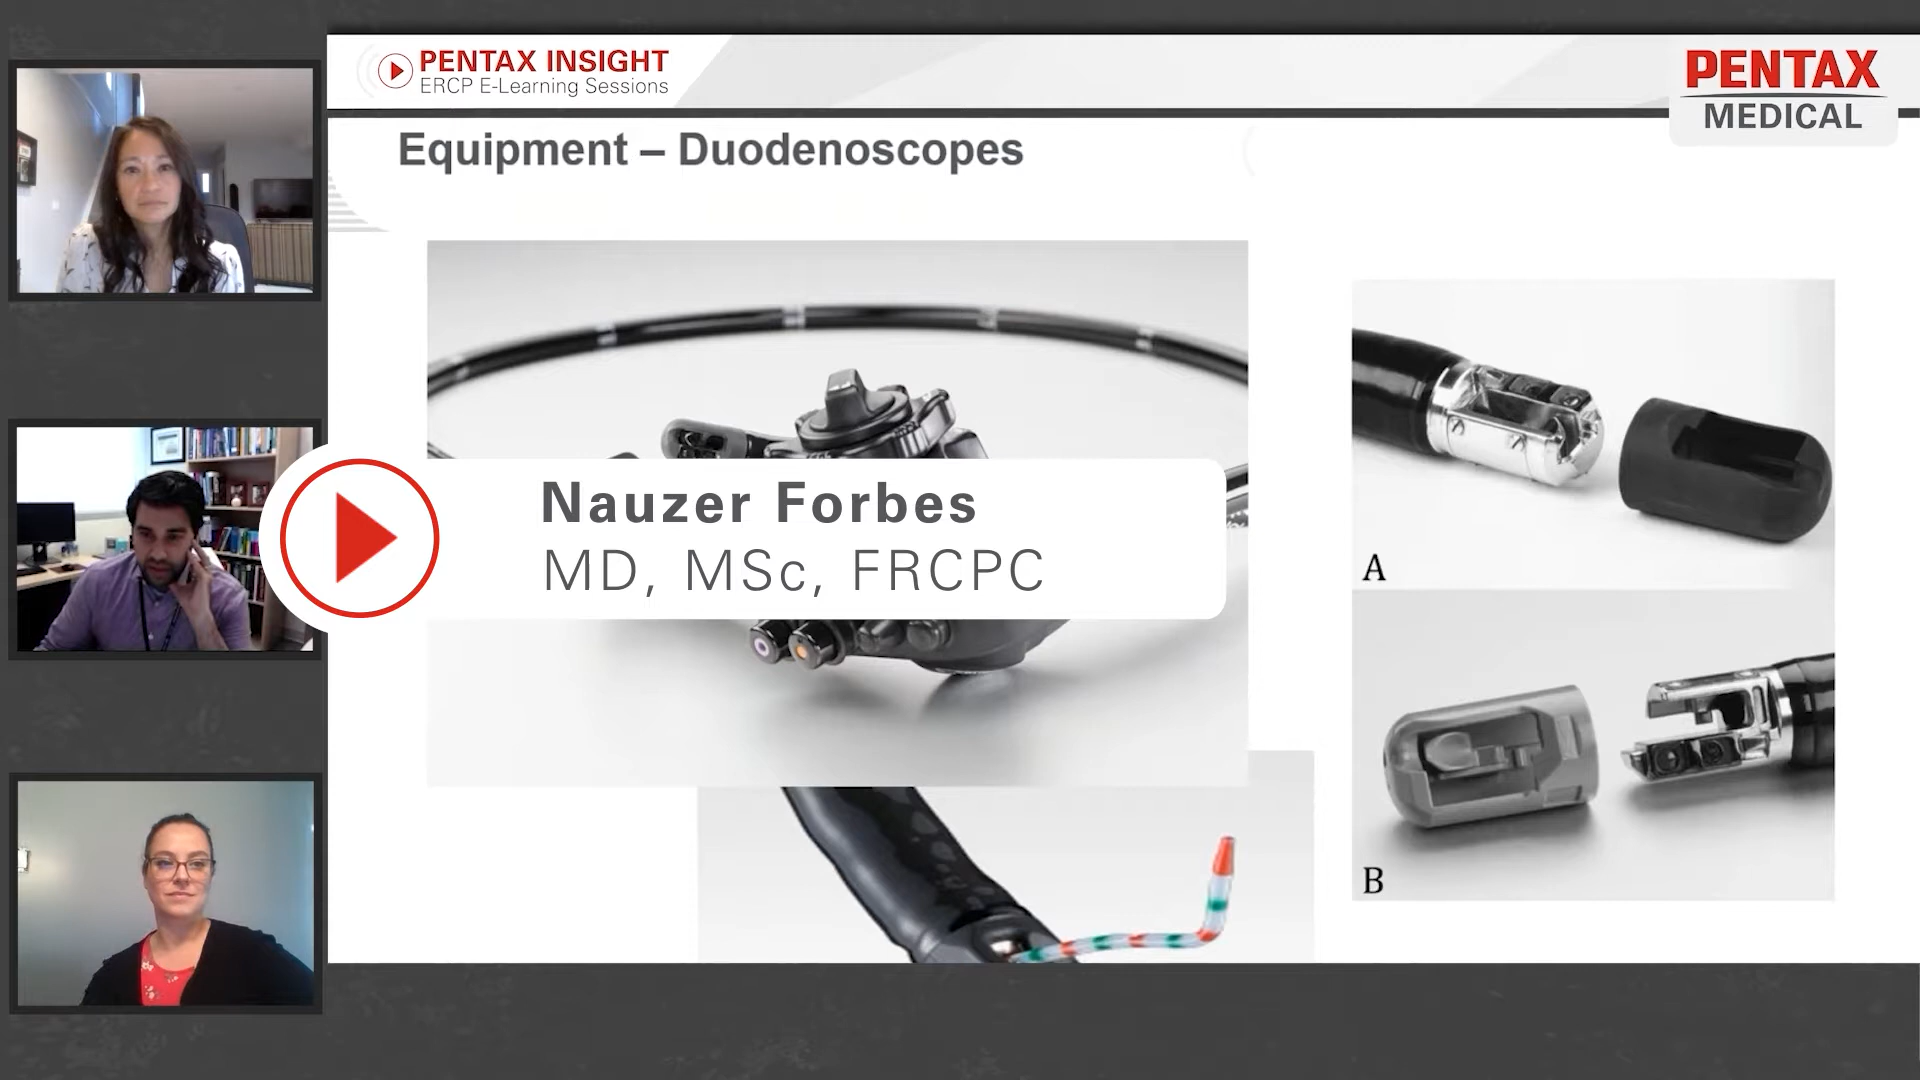 PENTAX INSIGHT
ERCP E-Learning Sessions
PENTAX
MEDICAL
Equipment – Duodenoscopes
Nauzer Forbes
MD, MSc, FRCPC
A
B